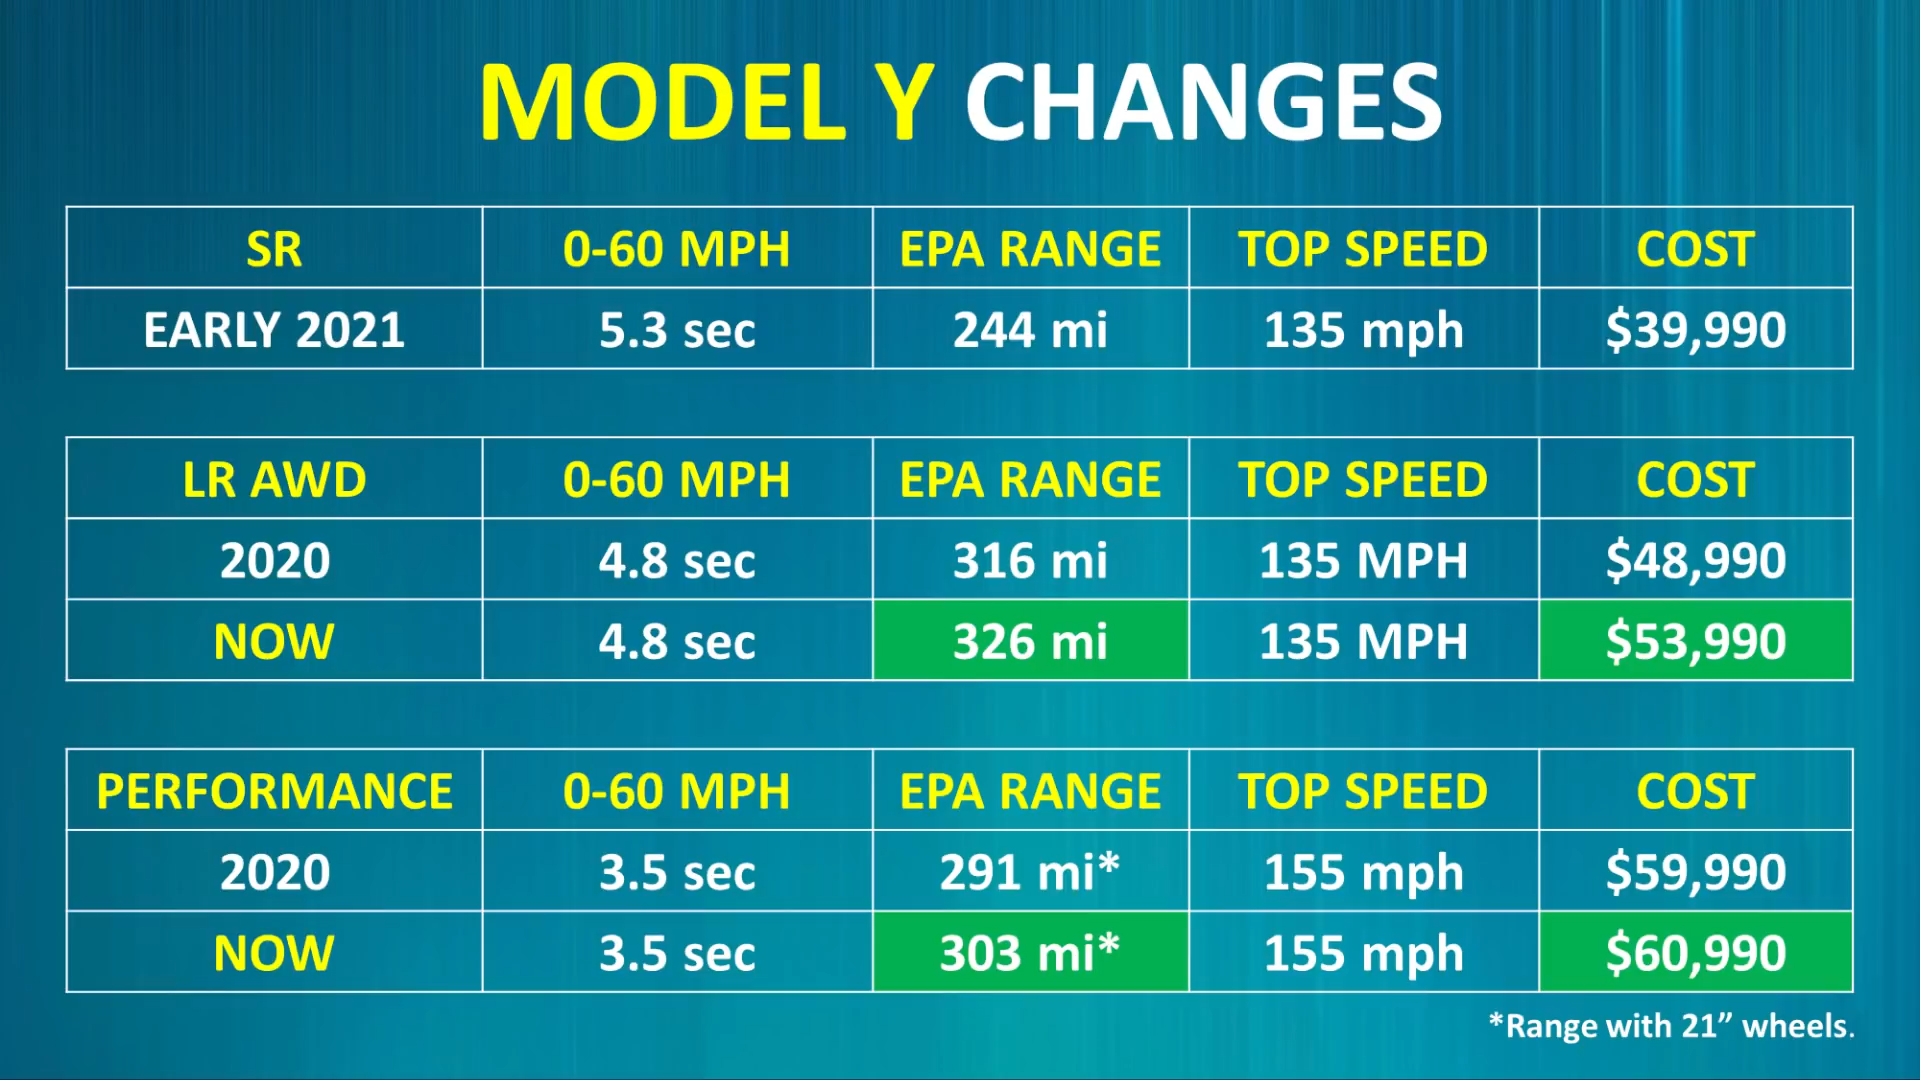 MODEL Y CHANGES
SR 0-60 MPH EPA RANGE TOP SPEED COST
EARLY 2021 5.3 sec 244 mi 135 mph $39,990
LR AWD 0-60 MPH EPA RANGE TOP SPEED COST
2020 4.8 sec 316 mi 135 MPH $48,990
NOW 4.8 sec 326 mi 135 MPH $53,990
PERFORMANCE 0-60 MPH EPA RANGE TOP SPEED COST
2020 3.5 sec 291 mi* 155 mph $59,990
NOW 3.5 sec 303 mi* 155 mph $60,990
*Range with 21” wheels.